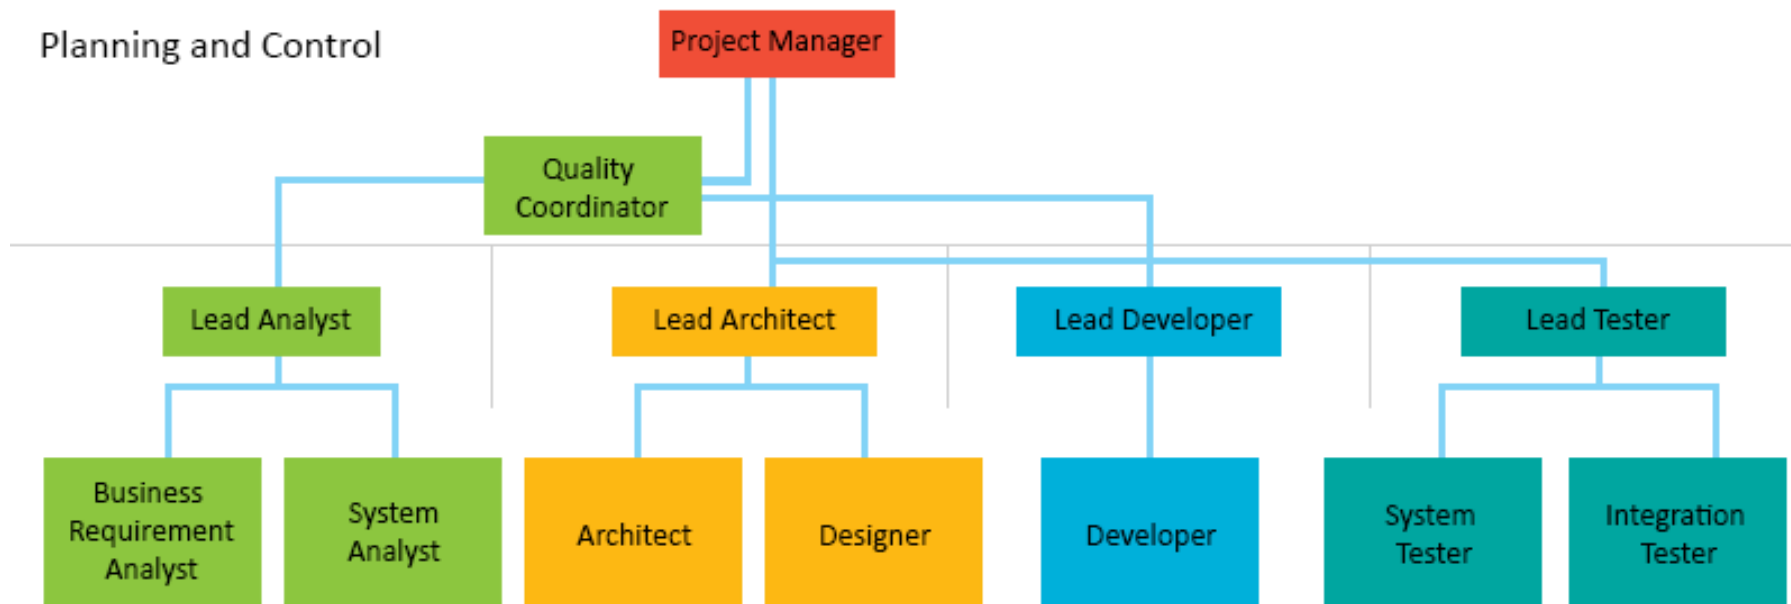 Planning and Control
Project Manager
Quality
Coordinator
Lead Analyst
Lead Architect
Lead Developer
Lead Tester
Business
Requirement
Analyst
System
Analyst
Architect
Designer
Developer
System
Tester
Integration
Tester